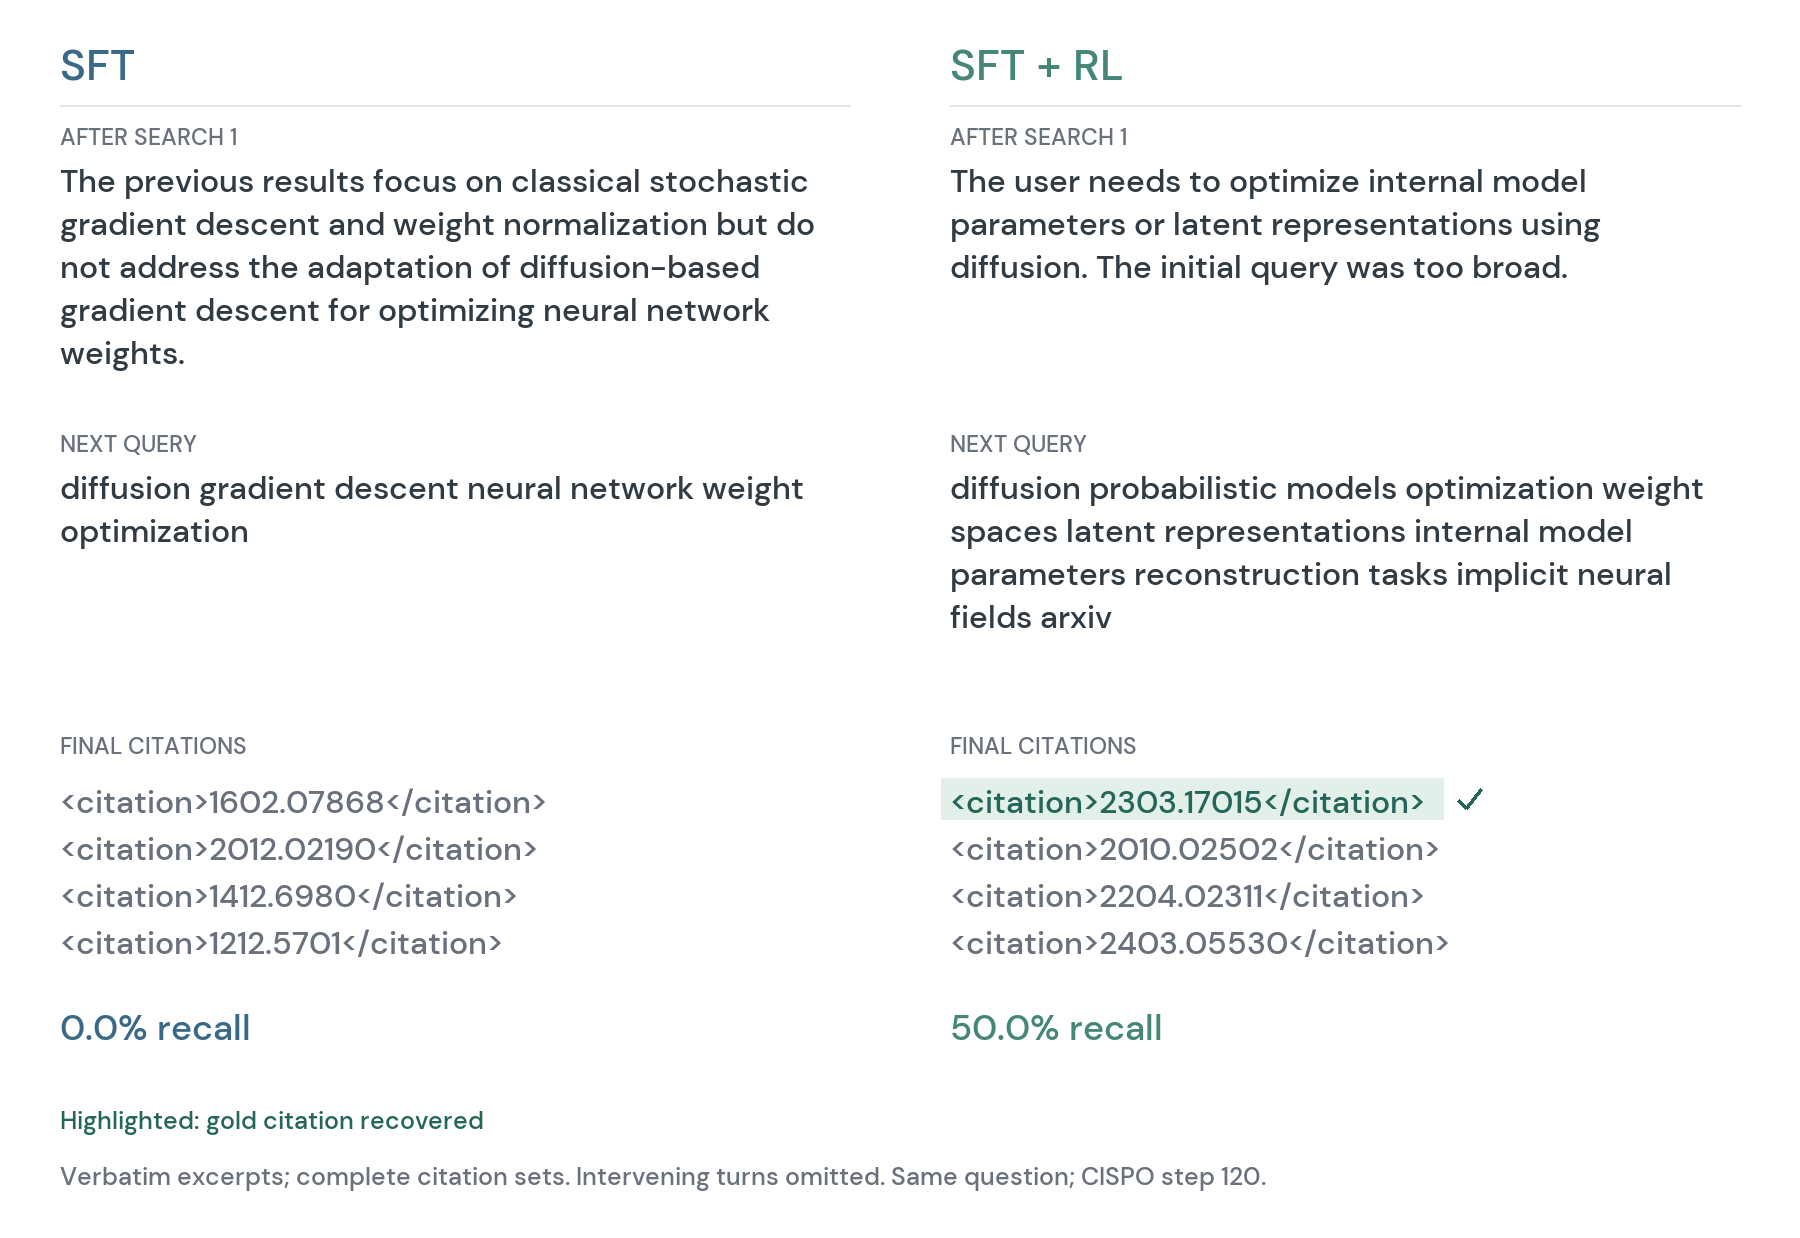 SFT
AFTER SEARCH 1
The previous results focus on classical stochastic
gradient descent and weight normalization but do
not address the adaptation of diffusion-based
gradient descent for optimizing neural network
weights.
NEXT QUERY
diffusion gradient descent neural network weight
optimization
FINAL CITATIONS
<citation>1602.07868</citation>
<citation>2012.02190</citation>
<citation>1412.6980</citation>
<citation>1212.5701</citation>
0.0% recall
SFT + RL
AFTER SEARCH 1
The user needs to optimize internal model
parameters or latent representations using
diffusion. The initial query was too broad.
NEXT QUERY
diffusion probabilistic models optimization weight
spaces latent representations internal model
parameters reconstruction tasks implicit neural
fields arxiv
FINAL CITATIONS
<citation>2303.17015</citation> ✓
<citation>2010.02502</citation>
<citation>2204.02311</citation>
<citation>2403.05530</citation>
50.0% recall
Highlighted: gold citation recovered
Verbatim excerpts; complete citation sets. Intervening turns omitted. Same question; CISPO step 120.